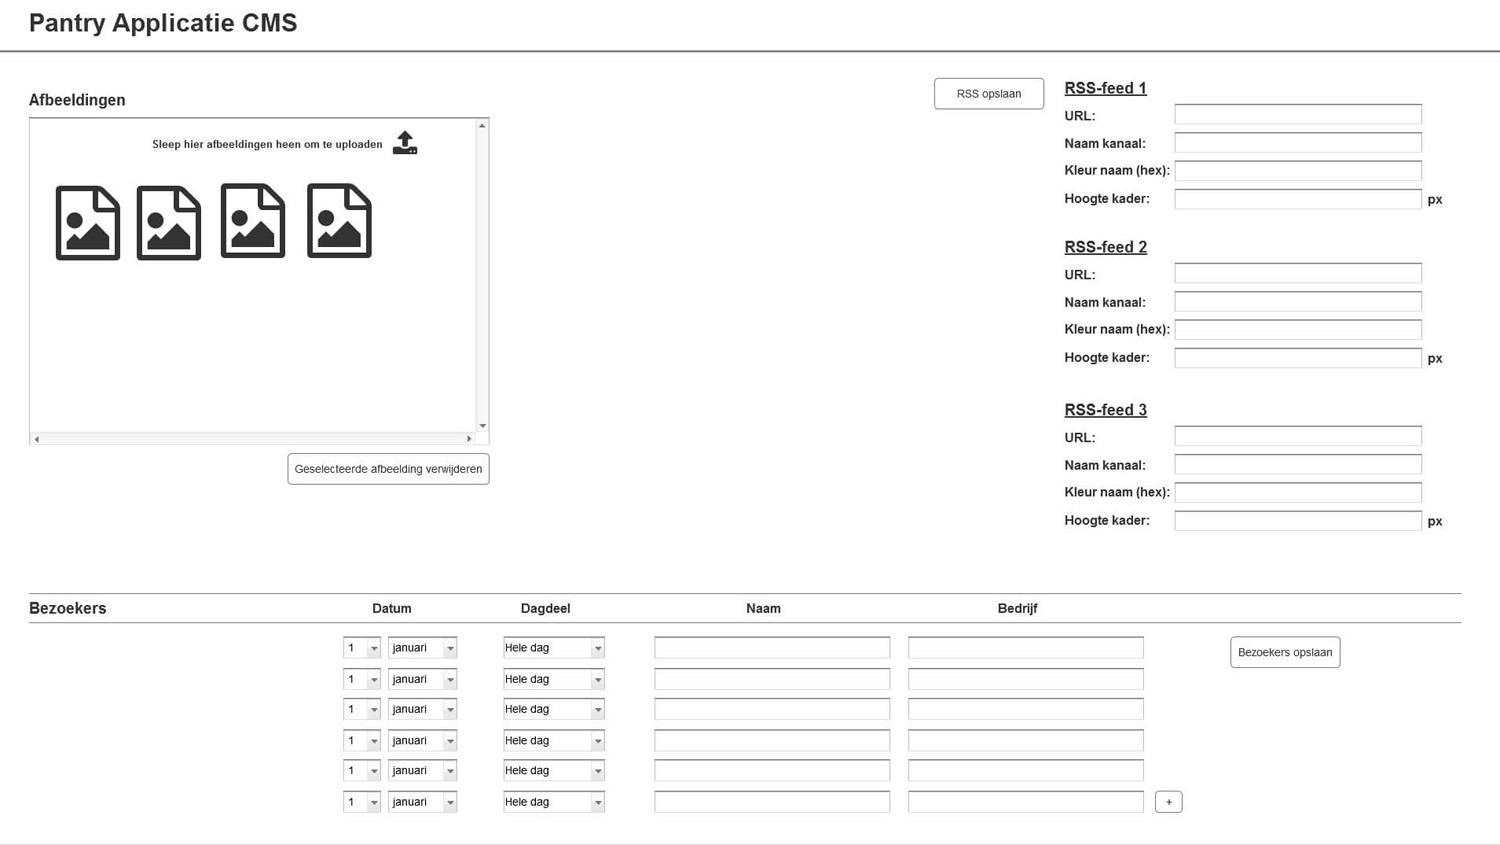 Pantry Applicatie CMS
Afbeeldingen
Sleep hier afbeeldingen heen om te uploaden
Geselecteerde afbeelding verwijderen
RSS opslaan
RSS-feed 1
URL:
Naam kanaal:
Kleur naam (hex):
Hoogte kader: px
RSS-feed 2
URL:
Naam kanaal:
Kleur naam (hex):
Hoogte kader: px
RSS-feed 3
URL:
Naam kanaal:
Kleur naam (hex):
Hoogte kader: px
Bezoekers Datum Dagdeel Naam Bedrijf
1 januari Hele dag Bezoekers opslaan
1 januari Hele dag
1 januari Hele dag
1 januari Hele dag
1 januari Hele dag
1 januari Hele dag +